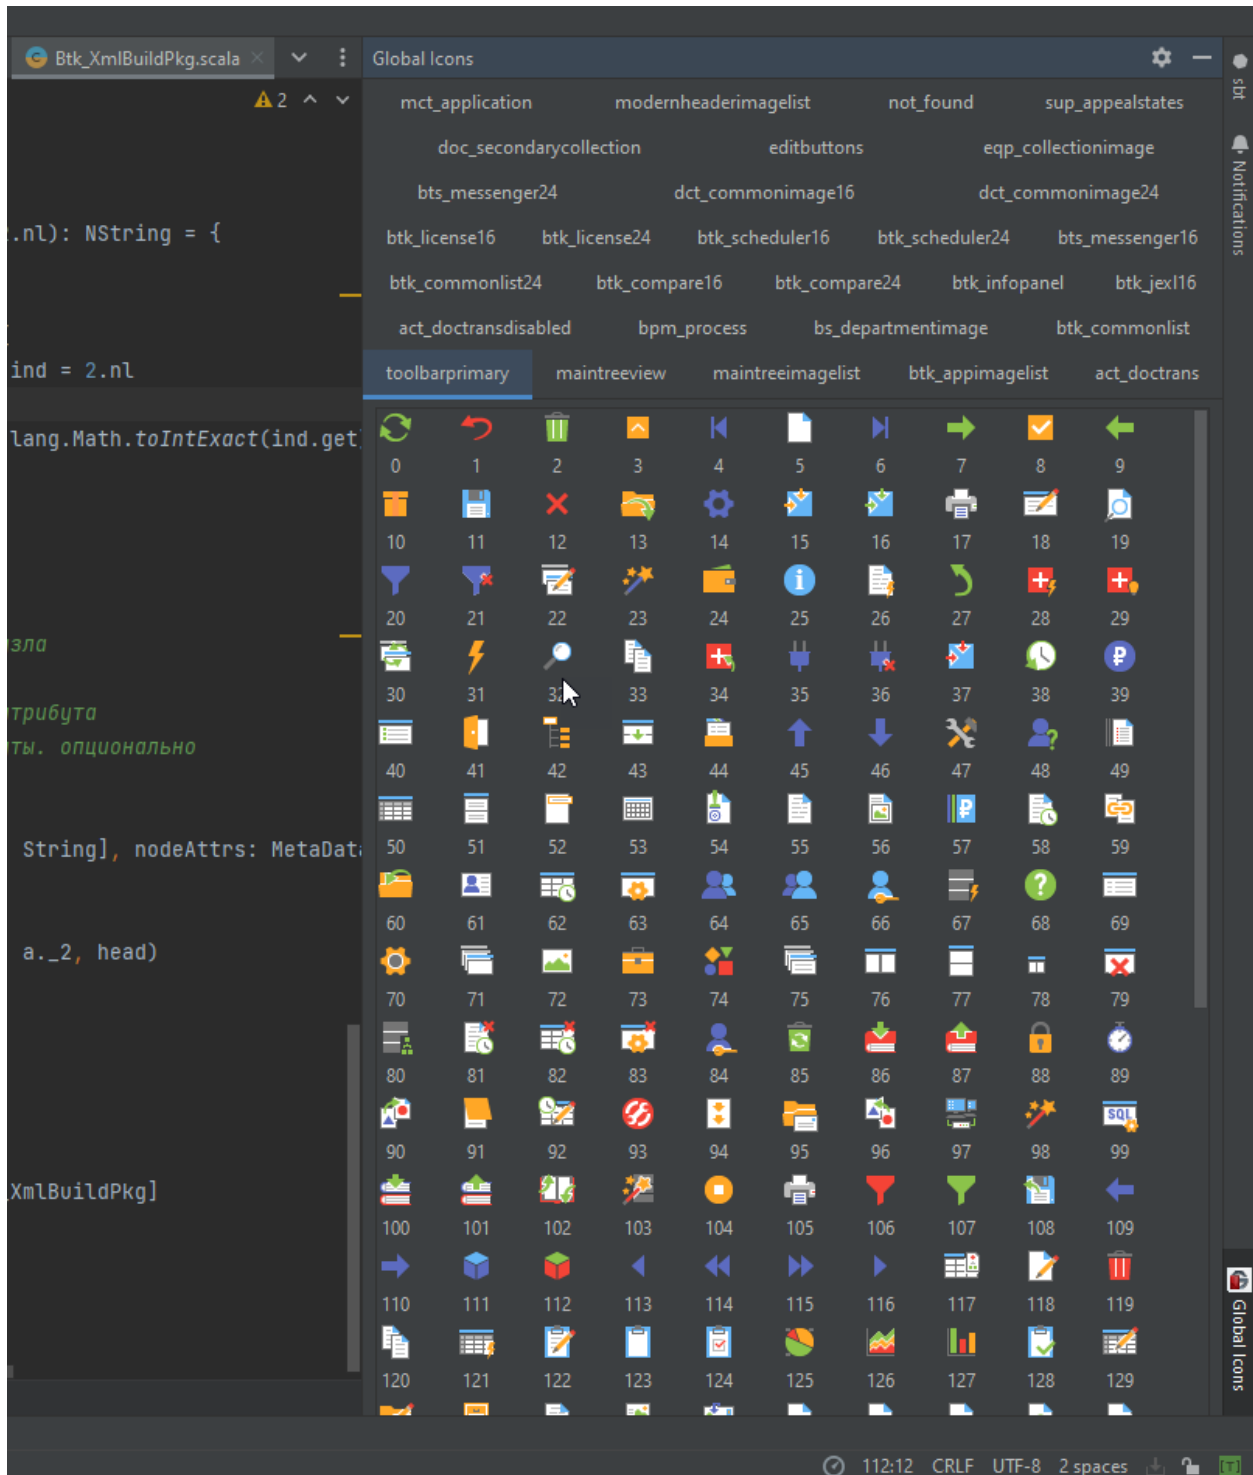 Btk_XmlBuildPkg.scala
Global Icons
sbt
2
mct_application modernheaderimagelist not_found sup_appealstates
doc_secondarycollection editbuttons eqp_collectionimage
Notifications
bts_messenger24 dct_commonimage16 dct_commonimage24
.nl): NString = {
btk_license16 btk_license24 btk_scheduler16 btk_scheduler24 bts_messenger16
btk_commonlist24 btk_compare16 btk_compare24 btk_infopanel btk_jexl16
act_doctransdisabled bpm_process bs_departmentimage btk_commonlist
ind = 2.nl
toolbarprimary maintreeview maintreeimagelist btk_appimagelist act_doctrans
lang.Math.toIntExact(ind.get
0 1 2 3 4 5 6 7 8 9
10 11 12 13 14 15 16 17 18 19
20 21 22 23 24 25 26 27 28 29
зла
30 31 32 33 34 35 36 37 38 39
трибута
ты. опционально
40 41 42 43 44 45 46 47 48 49
String], nodeAttrs: MetaData
50 51 52 53 54 55 56 57 58 59
60 61 62 63 64 65 66 67 68 69
a._2, head)
70 71 72 73 74 75 76 77 78 79
80 81 82 83 84 85 86 87 88 89
SQL
90 91 92 93 94 95 96 97 98 99
_XmlBuildPkg]
100 101 102 103 104 105 106 107 108 109
110 111 112 113 114 115 116 117 118 119
Global Icons
120 121 122 123 124 125 126 127 128 129
112:12 CRLF UTF-8 2 spaces [T]